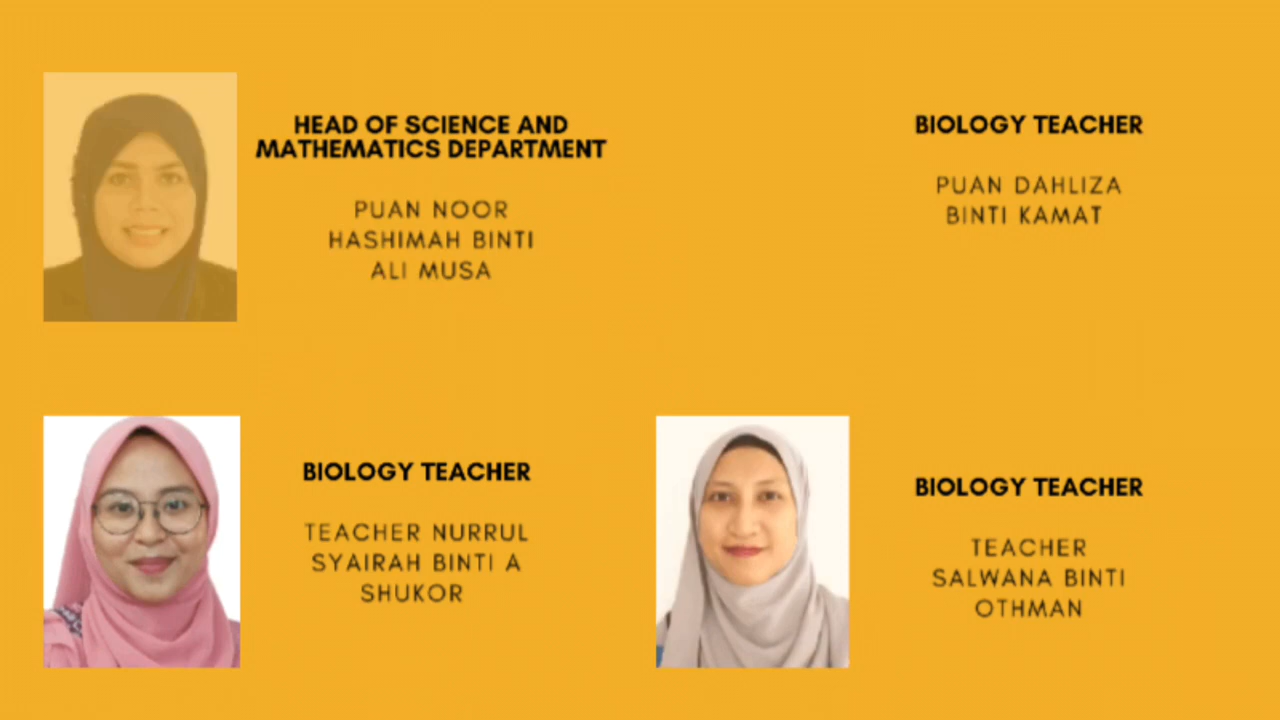 HEAD OF SCIENCE AND
MATHEMATICS DEPARTMENT
PUAN NOOR
HASHIMAH BINTI
ALI MUSA
BIOLOGY TEACHER
PUAN DAHLIZA
BINTI KAMAT
BIOLOGY TEACHER
TEACHER NURRUL
SYAIRAH BINTI A
SHUKOR
BIOLOGY TEACHER
TEACHER
SALWANA BINTI
OTHMAN